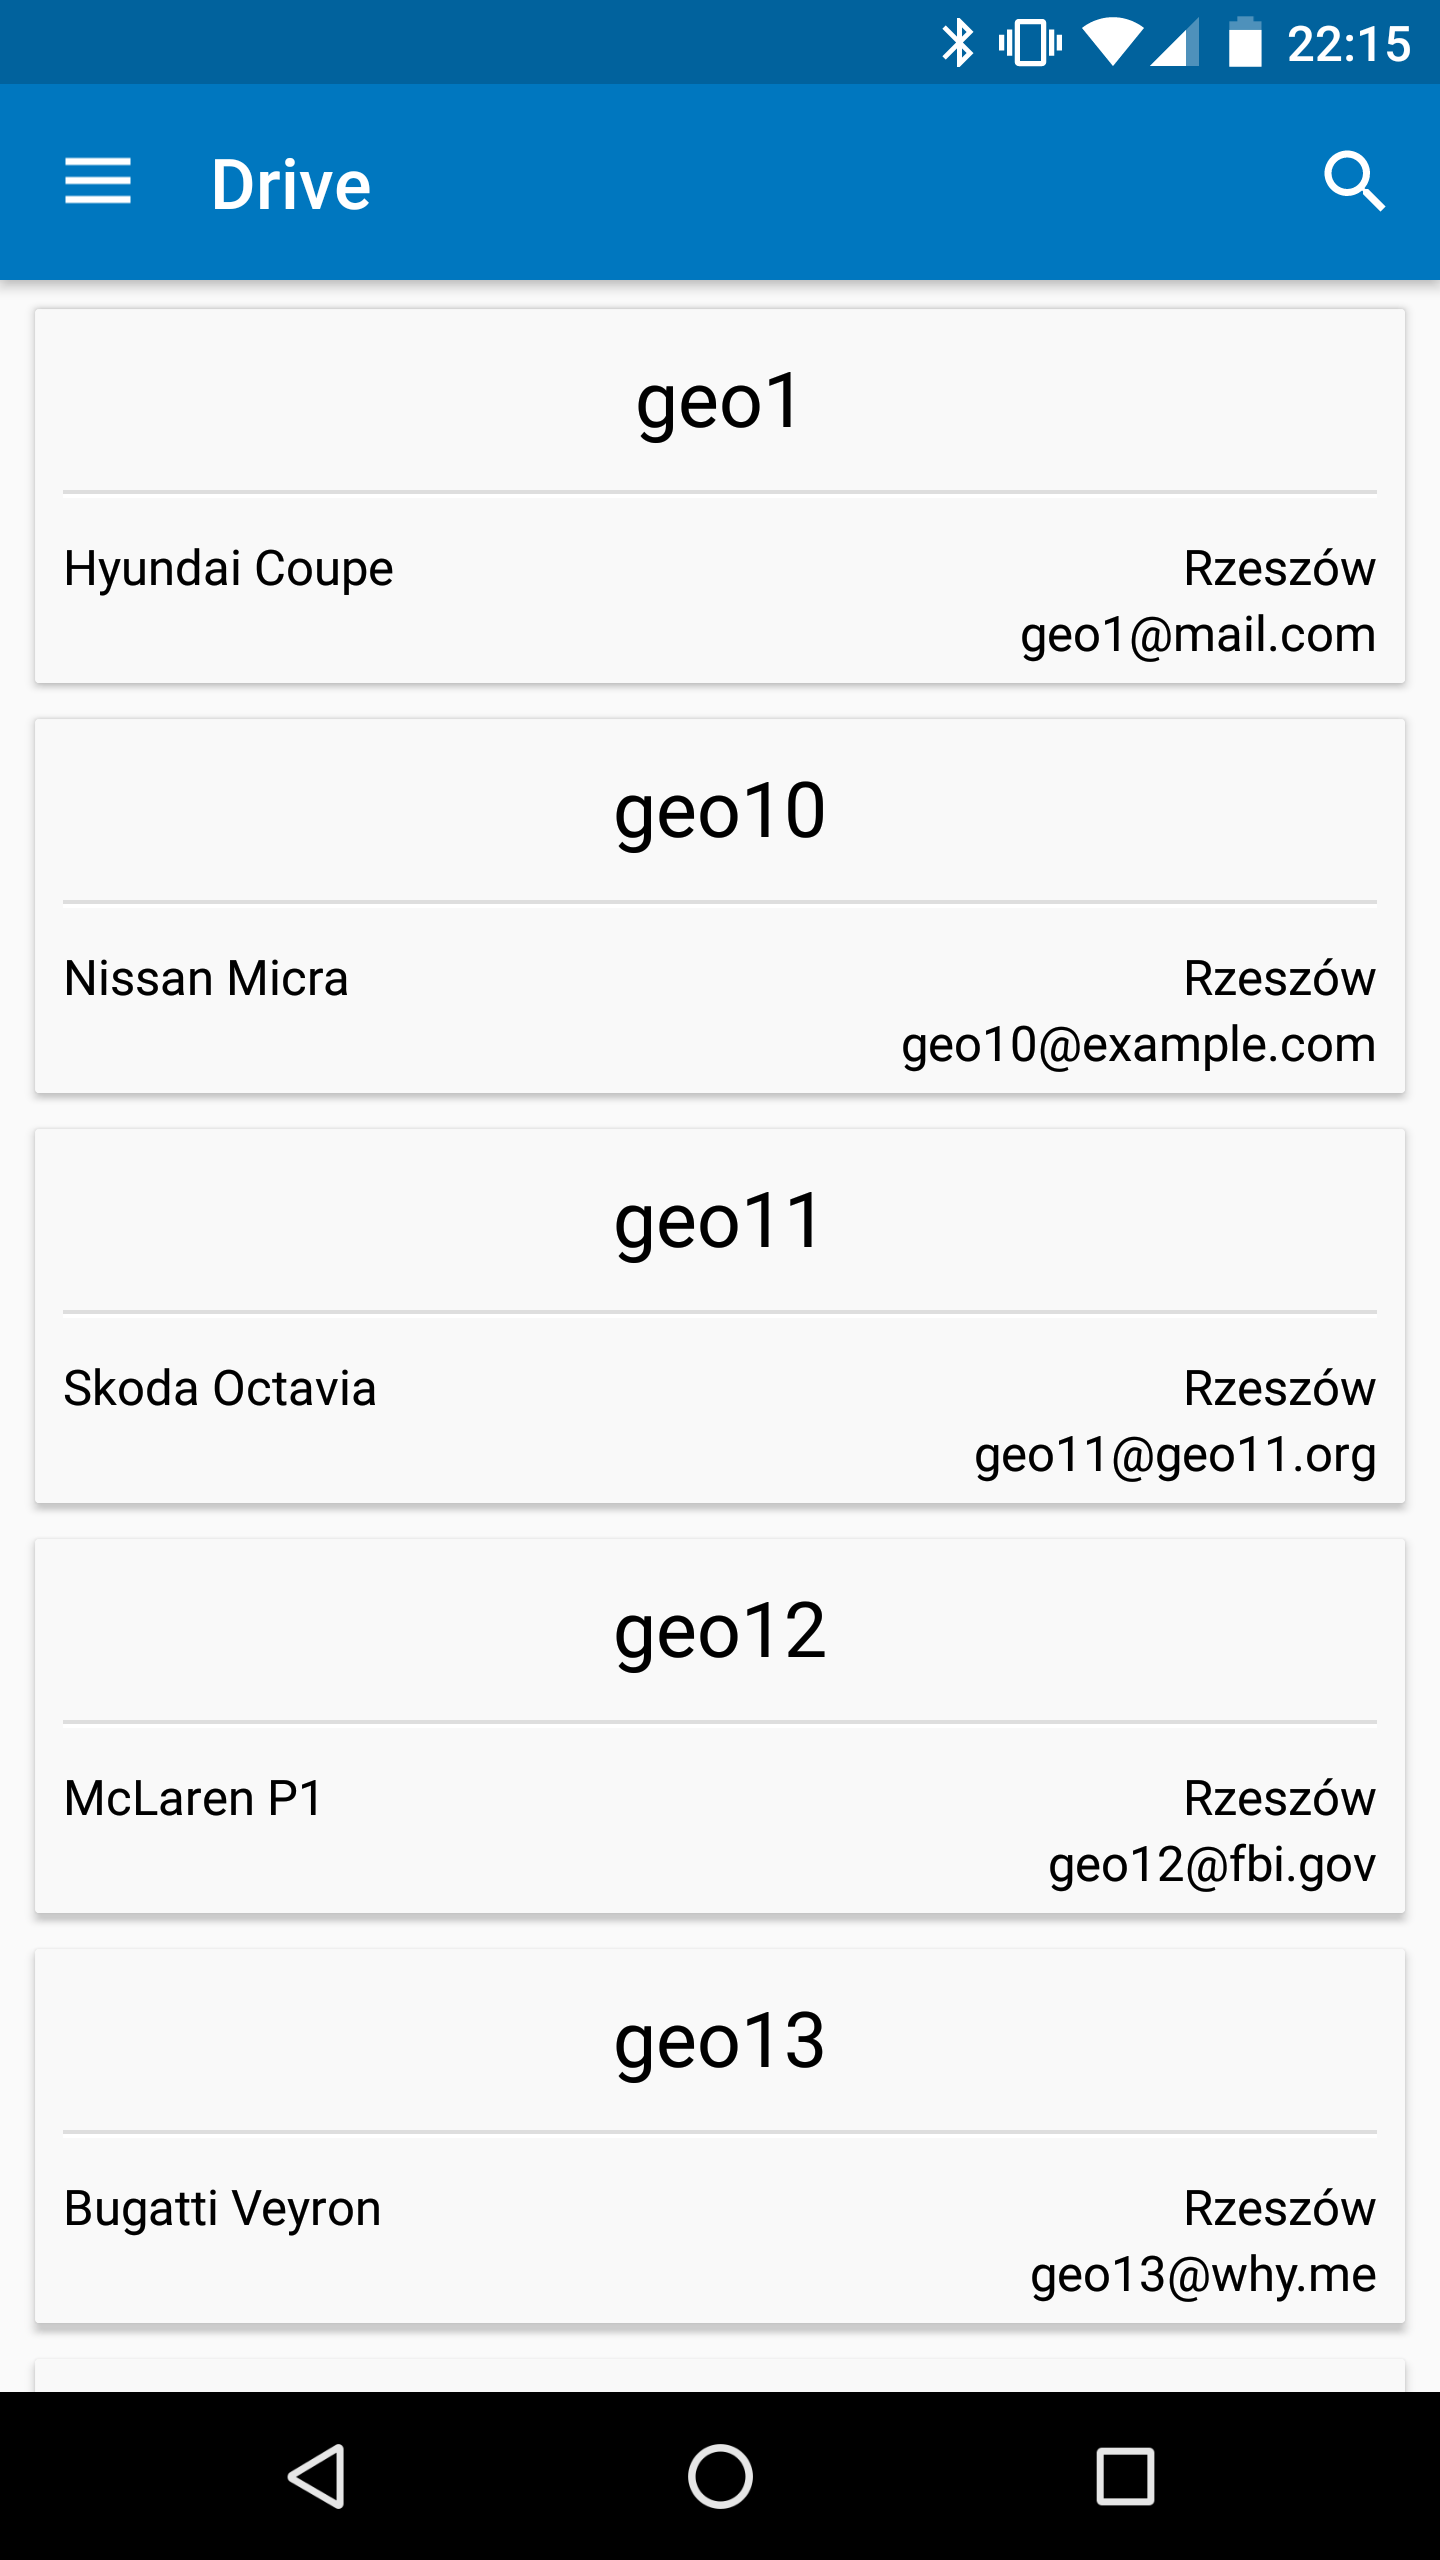 22:15
Drive
geo1
Hyundai Coupe
Rzeszów
geo1@mail.com
geo10
Nissan Micra
Rzeszów
geo10@example.com
geo11
Skoda Octavia
Rzeszów
geo11@geo11.org
geo12
McLaren P1
Rzeszów
geo12@fbi.gov
geo13
Bugatti Veyron
Rzeszów
geo13@why.me